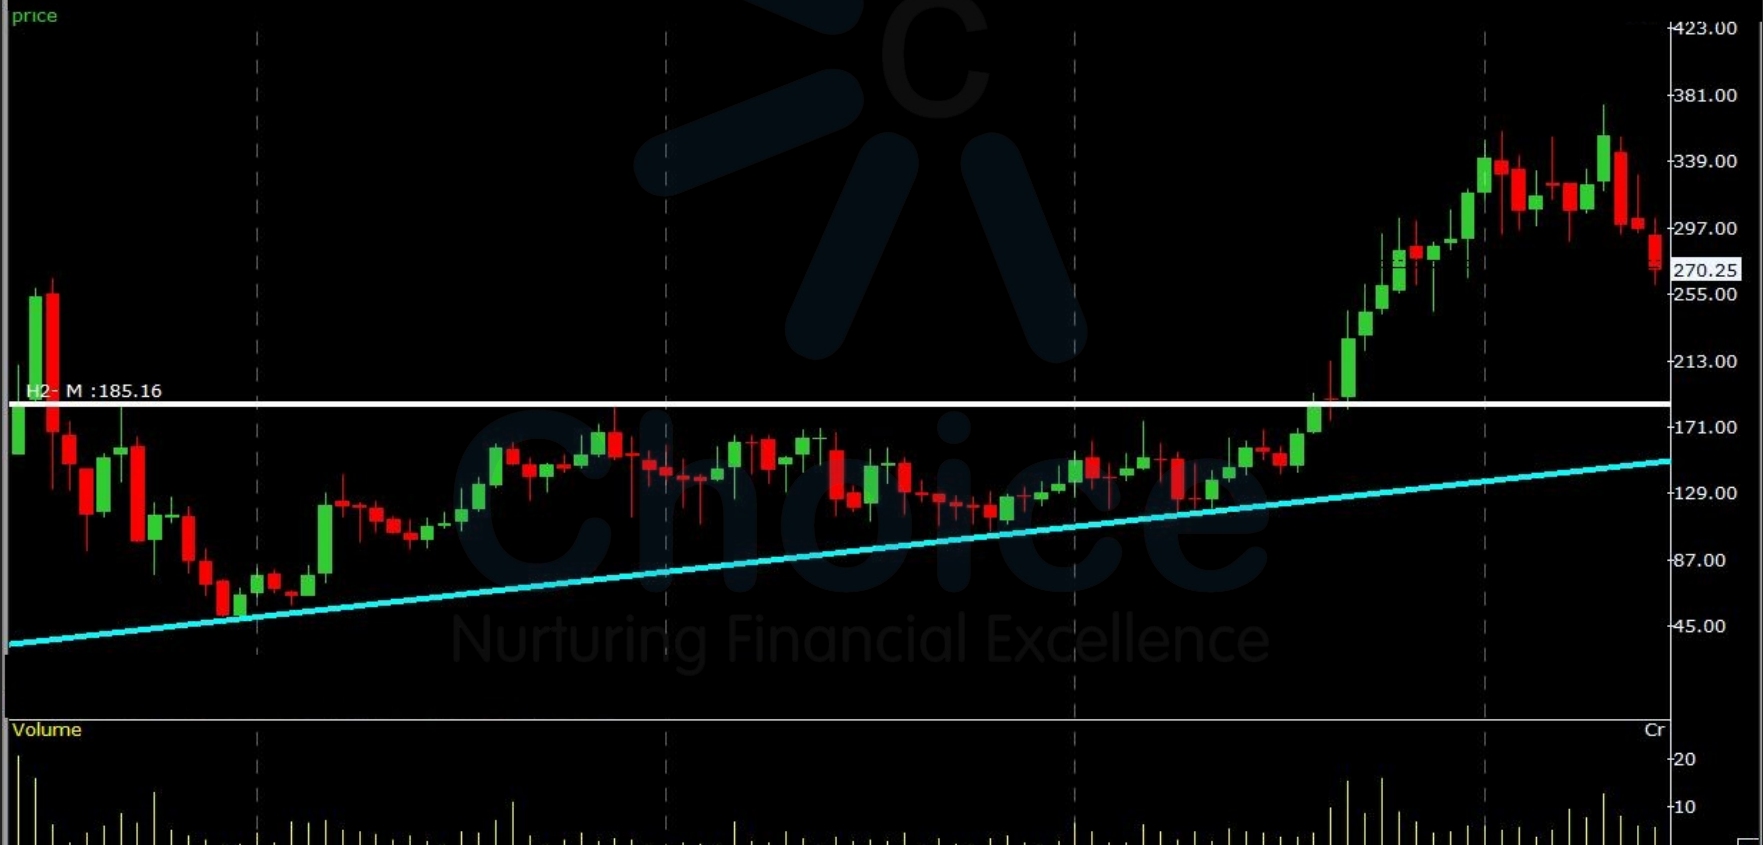 price
423.00
381.00
339.00
297.00
270.25
255.00
213.00
H2- M :185.16
171.00
129.00
87.00
45.00
C
Choice
Nurturing Financial Excellence
Volume
Cr
20
10